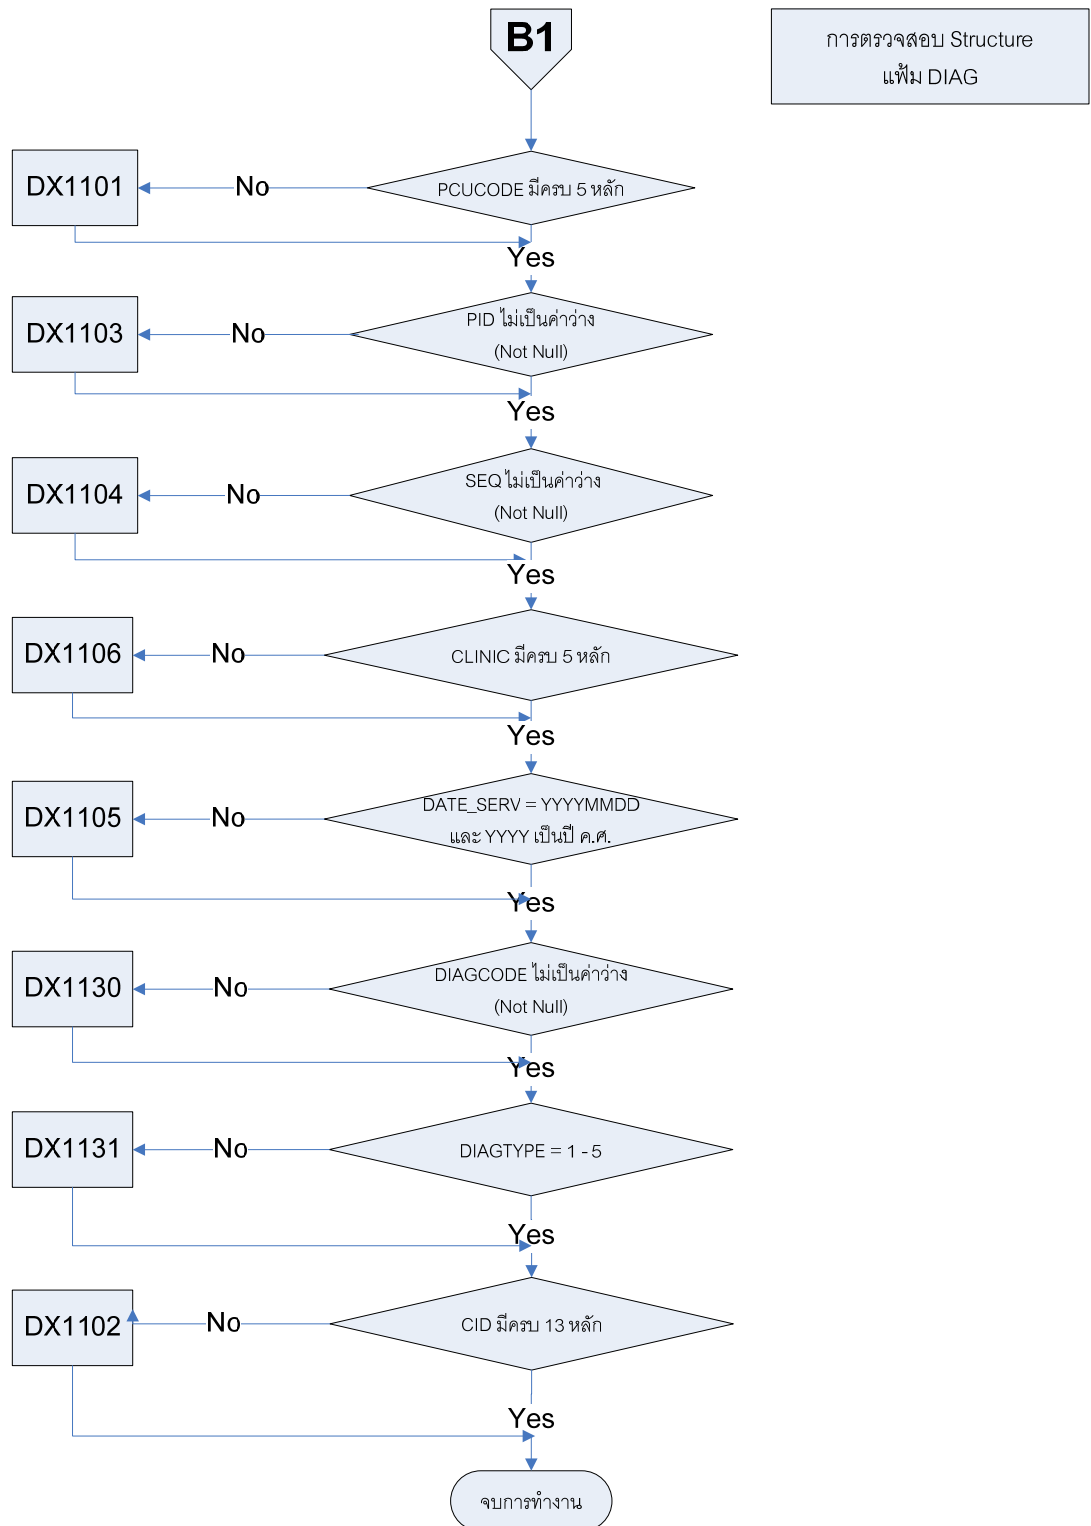 B1
การตรวจสอบ Structure
แฟ้ม DIAG
PCUCODE มีครบ 5 หลัก
No
DX1101
Yes
PID ไม่เป็นค่าว่าง
(Not Null)
No
DX1103
Yes
SEQ ไม่เป็นค่าว่าง
(Not Null)
No
DX1104
Yes
CLINIC มีครบ 5 หลัก
No
DX1106
Yes
DATE_SERV = YYYYMMDD
และ YYYY เป็นปี ค.ศ.
No
DX1105
Yes
DIAGCODE ไม่เป็นค่าว่าง
(Not Null)
No
DX1130
Yes
DIAGTYPE = 1 - 5
No
DX1131
Yes
CID มีครบ 13 หลัก
No
DX1102
Yes
จบการทำงาน